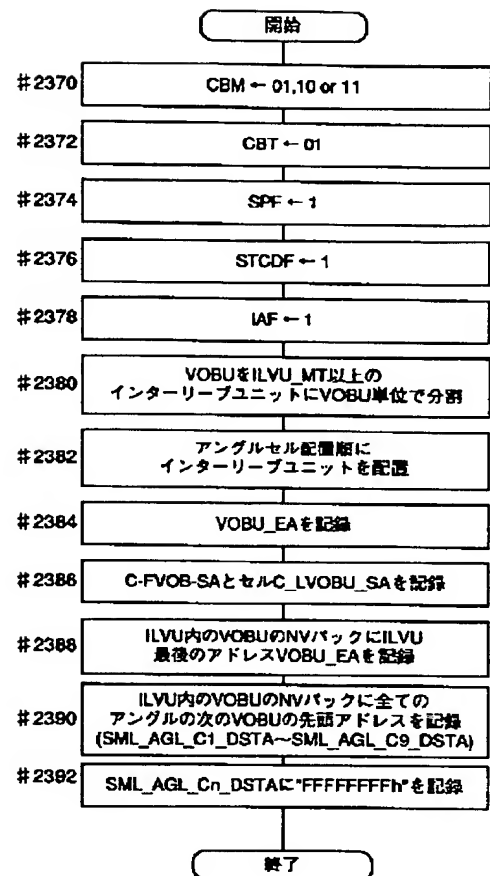 開始
#2370
CBM ← 01,10 or 11
#2372
CBT ← 01
#2374
SPF ← 1
#2376
STCDF ← 1
#2378
IAF ← 1
#2380
VOBUをILVU_MT以上の
インターリーブユニットにVOBU単位で分割
#2382
アングルセル配置順に
インターリーブユニットを配置
#2384
VOBU_EAを記録
#2386
C-FVOB-SAとセルC_LVOBU_SAを記録
#2388
ILVU内のVOBUのNVパックにILVU
最後のアドレスVOBU_EAを記録
#2390
ILVU内のVOBUのNVパックに全ての
アングルの次のVOBUの先頭アドレスを記録
(SML_AGL_C1_DSTA～SML_AGL_C9_DSTA)
#2392
SML_AGL_Cn_DSTAに"FFFFFFFFh"を記録
終了